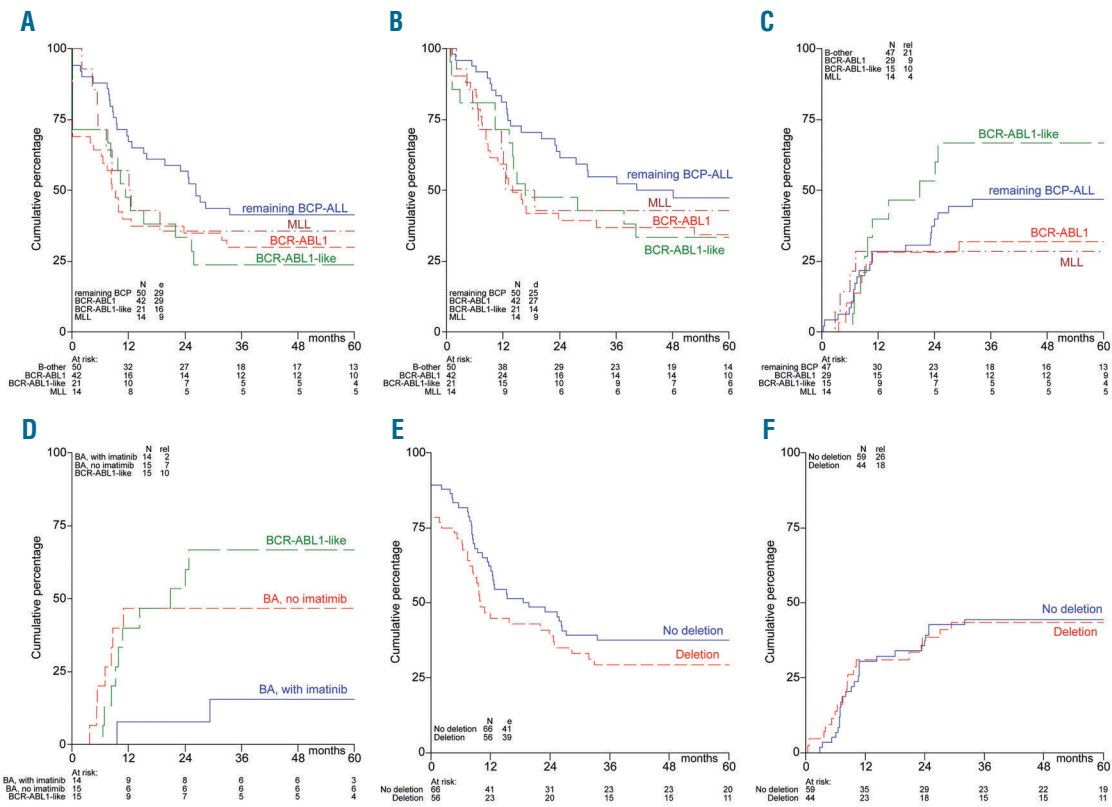 A
100
75
50
25
0
Cumulative percentage
remaining BCP-ALL
MLL
BCR-ABL1
BCR-ABL1-like
N e
remaining BCP 50 29
BCR-ABL1 42 29
BCR-ABL1-like 21 16
MLL 14 9
months
0 12 24 36 48 60
At risk:
B-other 50 32 27 18 17 13
BCR-ABL1 42 16 14 12 12 10
BCR-ABL1-like 21 10 7 5 5 4
MLL 14 8 5 5 5 5
B
100
75
50
25
0
Cumulative percentage
remaining BCP-ALL
MLL
BCR-ABL1
BCR-ABL1-like
N d
remaining BCP 50 25
BCR-ABL1 42 27
BCR-ABL1-like 21 14
MLL 14 9
months
0 12 24 36 48 60
At risk:
B-other 50 38 29 23 19 14
BCR-ABL1 42 24 16 14 14 10
BCR-ABL1-like 21 15 10 9 7 6
MLL 14 9 6 6 6 6
C
N rel
B-other 47 21
BCR-ABL1 29 9
BCR-ABL1-like 15 10
MLL 14 4
100
75
50
25
0
Cumulative percentage
BCR-ABL1-like
remaining BCP-ALL
BCR-ABL1
MLL
months
0 12 24 36 48 60
At risk:
remaining BCP 47 30 23 18 16 13
BCR-ABL1 29 15 14 12 12 9
BCR-ABL1-like 15 9 7 5 5 4
MLL 14 6 5 5 5 5
D
N rel
BA, with imatinib 14 2
BA, no imatimib 15 7
BCR-ABL1-like 15 10
100
75
50
25
0
Cumulative percentage
BCR-ABL1-like
BA, no imatimib
BA, with imatinib
months
0 12 24 36 48 60
At risk:
BA, with imatinib 14 9 8 6 6 3
BA, no imatimib 15 6 6 6 6 6
BCR-ABL1-like 15 9 7 5 5 4
E
100
75
50
25
0
Cumulative percentage
No deletion
Deletion
N e
No deletion 66 41
Deletion 56 39
months
0 12 24 36 48 60
At risk:
No deletion 66 41 31 23 23 20
Deletion 56 23 20 15 15 11
F
N rel
No deletion 59 26
Deletion 44 18
100
75
50
25
0
Cumulative percentage
No deletion
Deletion
months
0 12 24 36 48 60
At risk:
No deletion 59 35 29 23 22 19
Deletion 44 23 18 15 15 11